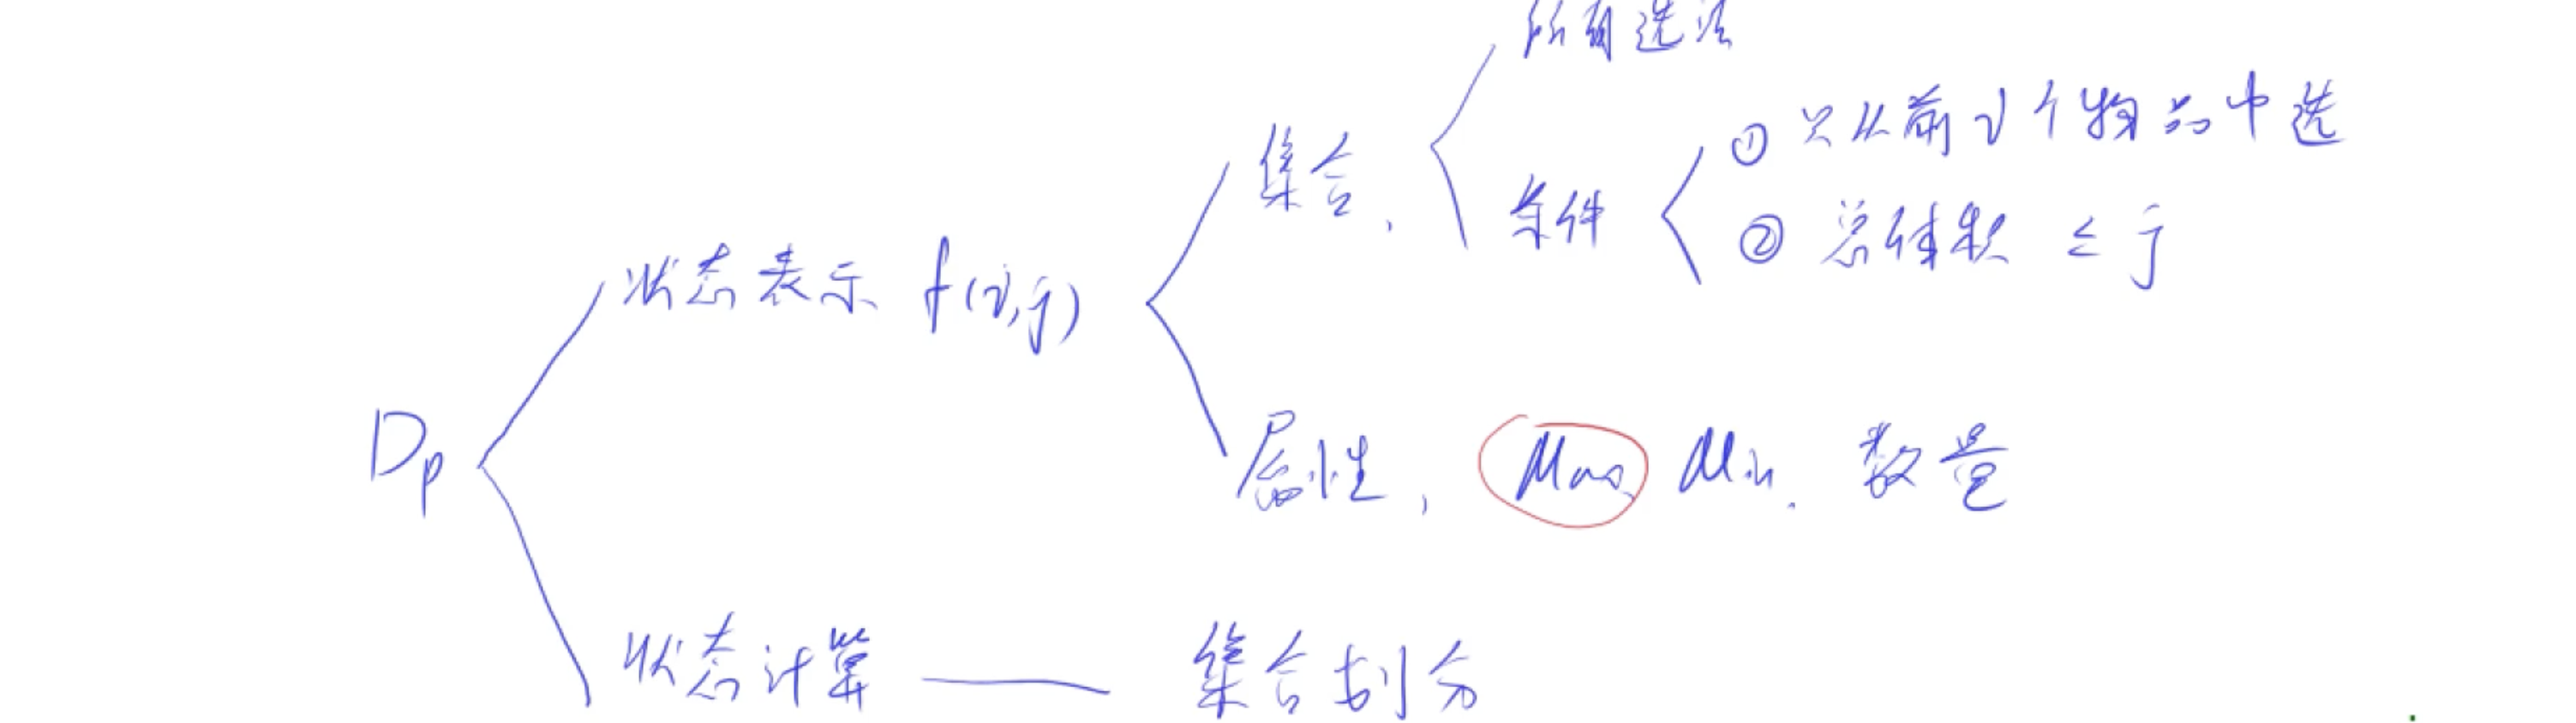 所有选法
① 只从前i个物品中选
集合,
条件
② 总体积 ≤ j
状态表示 f(i,j)
Dp
属性, Max, Min, 数量
状态计算 —— 集合划分